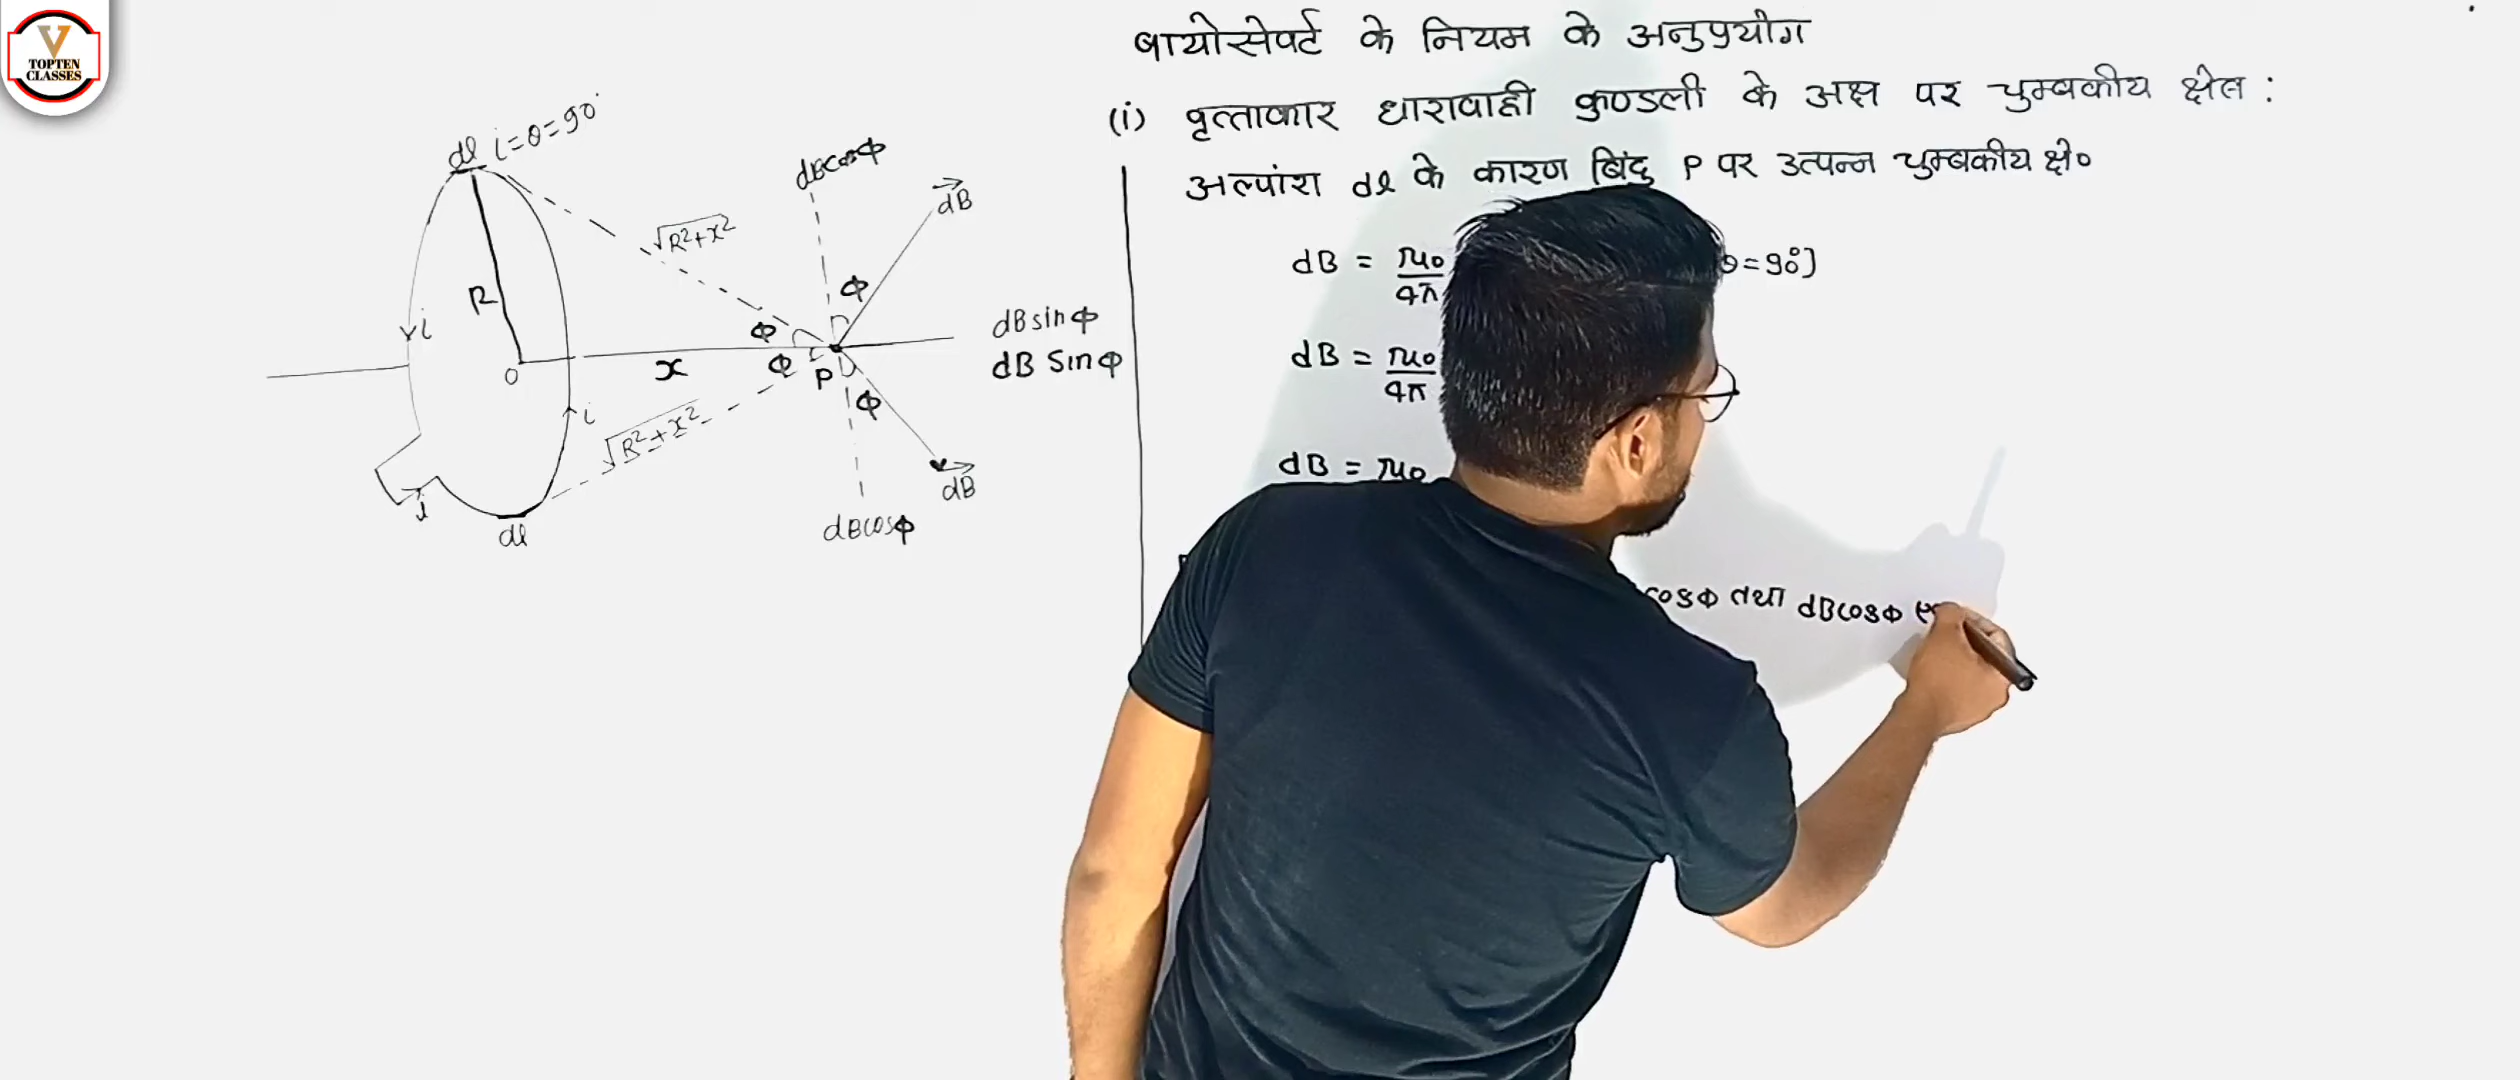 V
TOPTEN
CLASSES
बायोसेवर्ट के नियम के अनुप्रयोग
(i) वृत्ताकार धारावाही कुण्डली के अक्ष पर चुम्बकीय क्षेत्र :
अल्पांश dl के कारण बिंदु P पर उत्पन्न चुम्बकीय क्षे०
dB = μ₀/4π θ=90°]
dB = μ₀/4π
dB = μ₀
cosΦ तथा dBcosΦ
dl i=θ=90°
dBcosΦ
dB
√R²+x²
R
Φ
i
Φ
dBsinΦ
dB SinΦ
O
x
Φ
P
Φ
i
√R²+x²
dB
i
dl
dBcosΦ